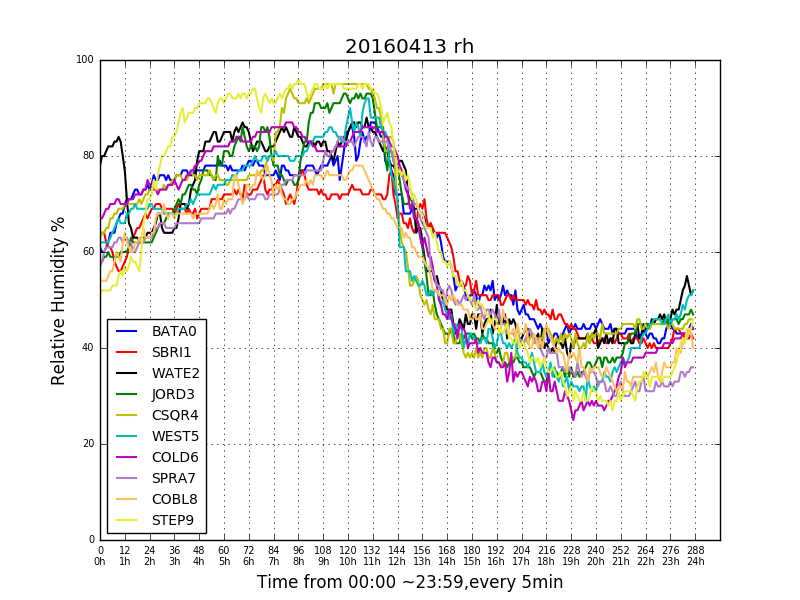 20160413 rh
Relative Humidity %
100
80
60
40
20
0
BATA0
SBRI1
WATE2
JORD3
CSQR4
WEST5
COLD6
SPRA7
COBL8
STEP9
0 12 24 36 48 60 72 84 96 108 120 132 144 156 168 180 192 204 216 228 240 252 264 276 288
0h 1h 2h 3h 4h 5h 6h 7h 8h 9h 10h 11h 12h 13h 14h 15h 16h 17h 18h 19h 20h 21h 22h 23h 24h
Time from 00:00 ~23:59,every 5min